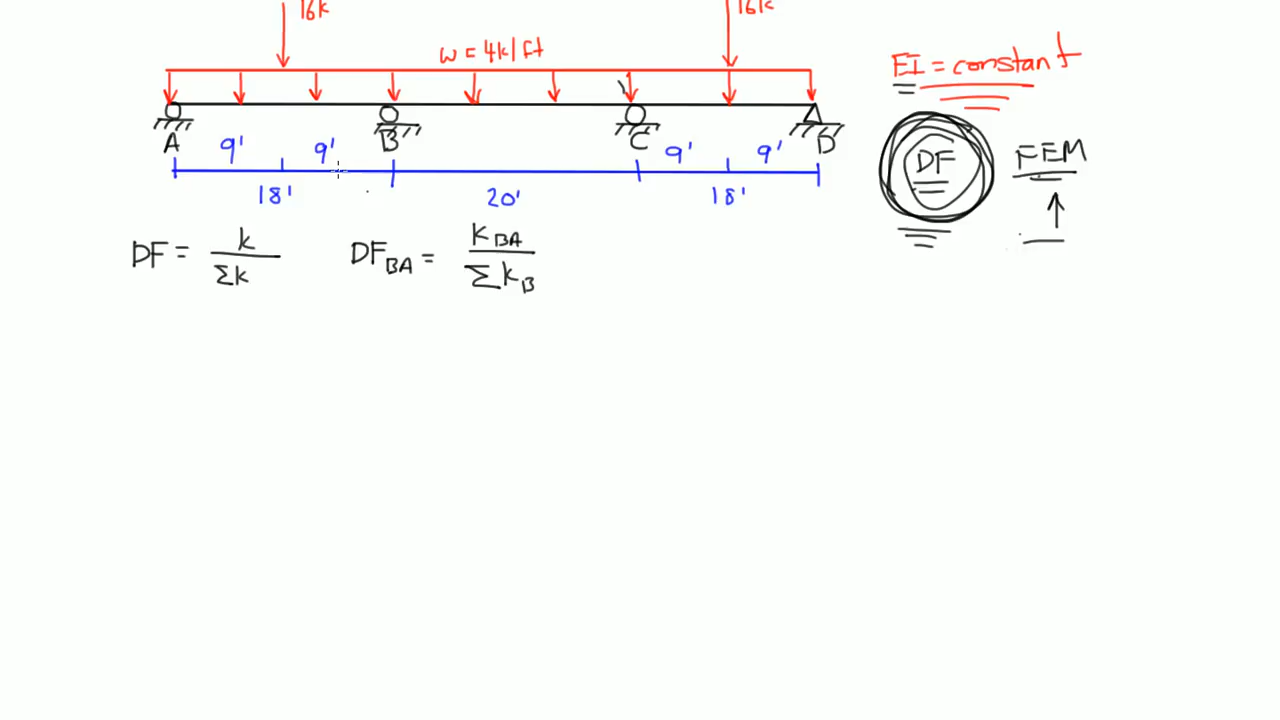 16k 16k
w = 4k/ft
EI = constant
A B C D
9' 9' 9' 9'
18' 20' 18'
DF FEM
DF = k / Σk DF_BA = k_BA / Σk_B